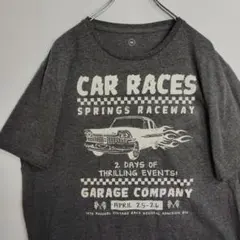 CAR RACES
SPRINGS RACEWAY
2 DAYS OF
THRILLING EVENTS!
GARAGE COMPANY
APRIL 25-26